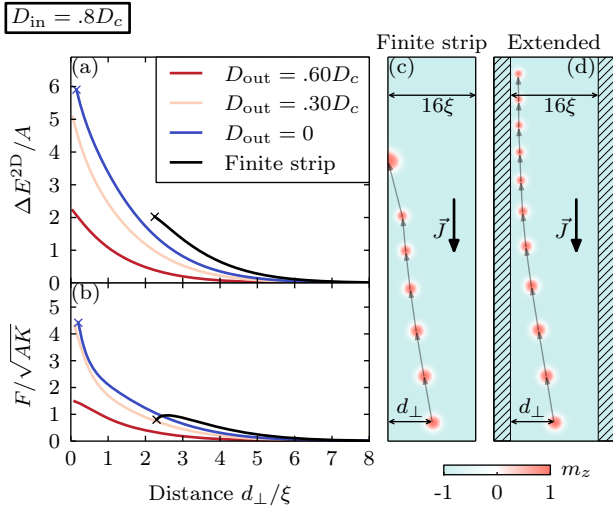 D_in = .8D_c
Finite strip
Extended
(a)
D_out = .60D_c
D_out = .30D_c
D_out = 0
Finite strip
ΔE^2D/A
6
5
4
3
2
1
0
(b)
F/√AK
5
4
3
2
1
0
0 1 2 3 4 5 6 7 8
Distance d_⊥/ξ
(c)
16ξ
J⃗
d_⊥
(d)
16ξ
J⃗
d_⊥
m_z
-1 0 1